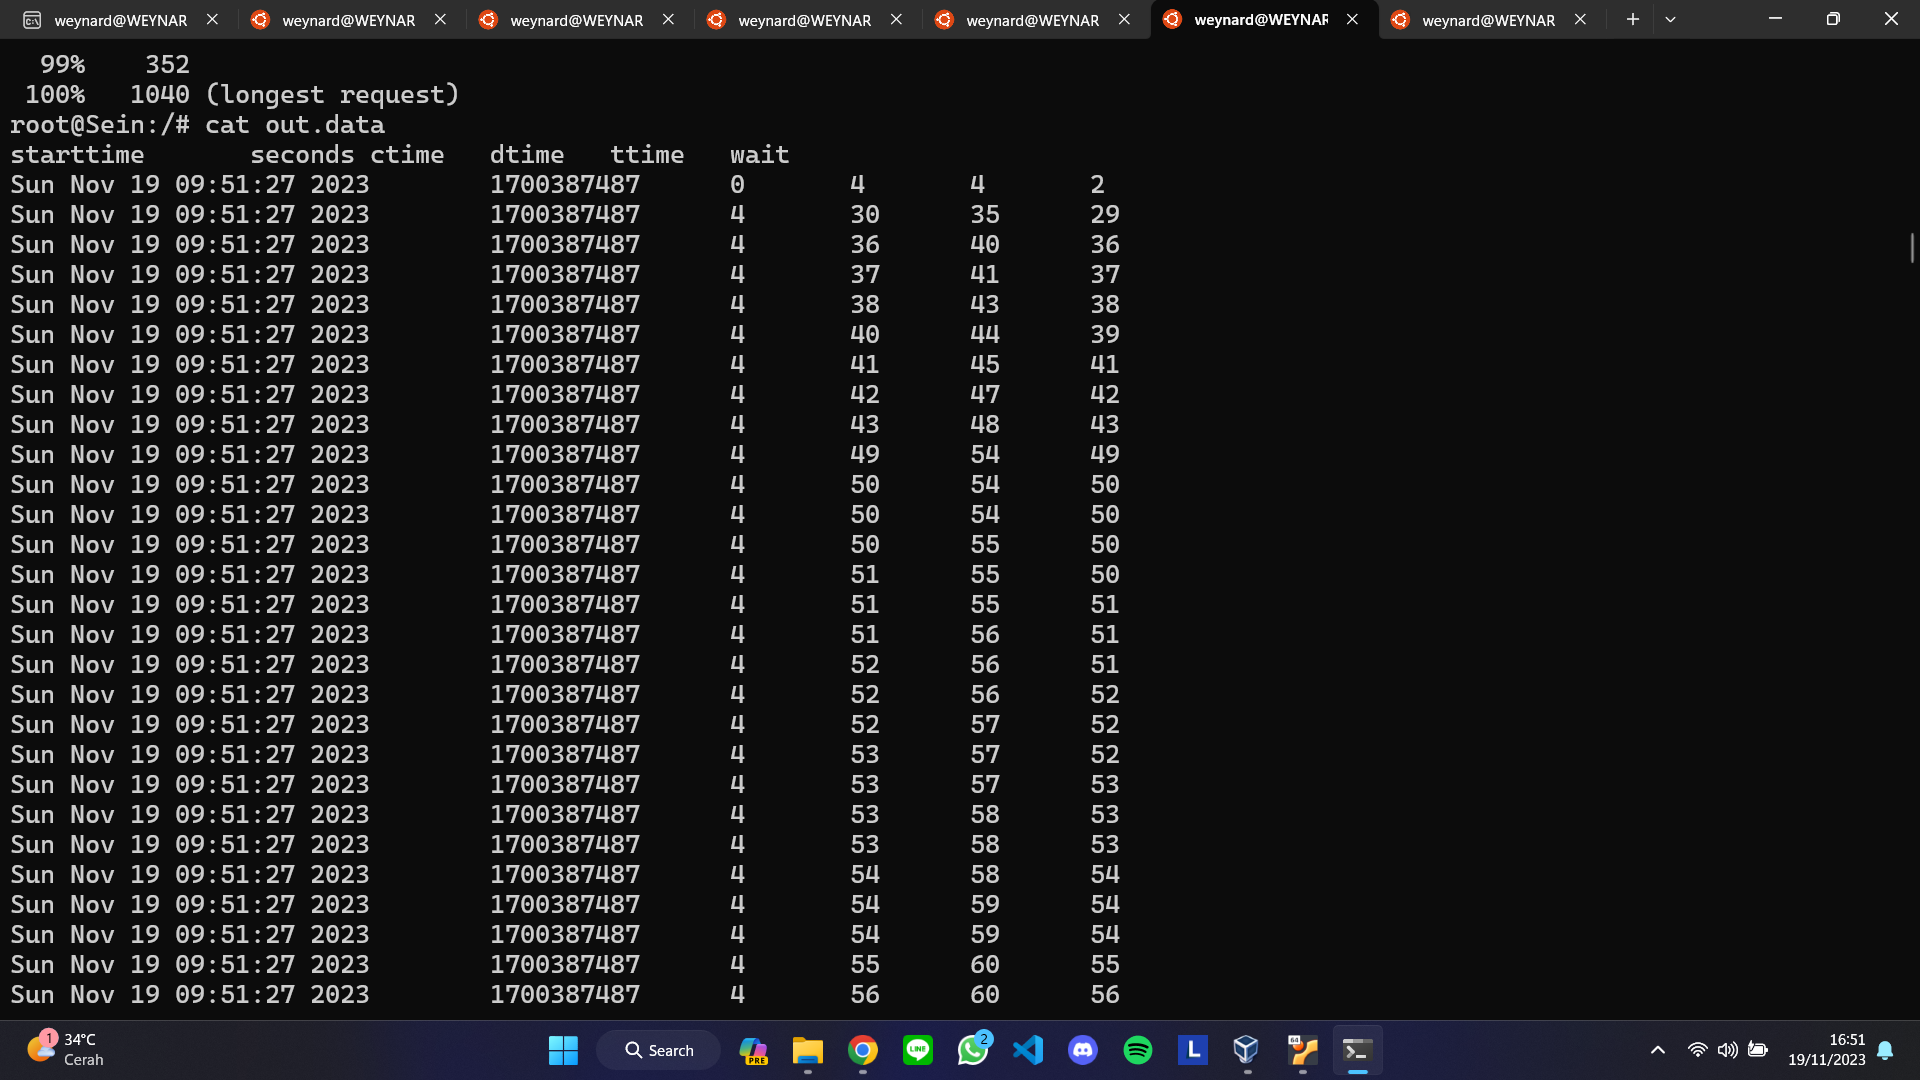 weynard@WEYNAR weynard@WEYNAR weynard@WEYNAR weynard@WEYNAR weynard@WEYNAR weynard@WEYNAR weynard@WEYNAR
99% 352
100% 1040 (longest request)
root@Sein:/# cat out.data
starttime seconds ctime dtime ttime wait
Sun Nov 19 09:51:27 2023 1700387487 0 4 4 2
Sun Nov 19 09:51:27 2023 1700387487 4 30 35 29
Sun Nov 19 09:51:27 2023 1700387487 4 36 40 36
Sun Nov 19 09:51:27 2023 1700387487 4 37 41 37
Sun Nov 19 09:51:27 2023 1700387487 4 38 43 38
Sun Nov 19 09:51:27 2023 1700387487 4 40 44 39
Sun Nov 19 09:51:27 2023 1700387487 4 41 45 41
Sun Nov 19 09:51:27 2023 1700387487 4 42 47 42
Sun Nov 19 09:51:27 2023 1700387487 4 43 48 43
Sun Nov 19 09:51:27 2023 1700387487 4 49 54 49
Sun Nov 19 09:51:27 2023 1700387487 4 50 54 50
Sun Nov 19 09:51:27 2023 1700387487 4 50 54 50
Sun Nov 19 09:51:27 2023 1700387487 4 50 55 50
Sun Nov 19 09:51:27 2023 1700387487 4 51 55 50
Sun Nov 19 09:51:27 2023 1700387487 4 51 55 51
Sun Nov 19 09:51:27 2023 1700387487 4 51 56 51
Sun Nov 19 09:51:27 2023 1700387487 4 52 56 51
Sun Nov 19 09:51:27 2023 1700387487 4 52 56 52
Sun Nov 19 09:51:27 2023 1700387487 4 52 57 52
Sun Nov 19 09:51:27 2023 1700387487 4 53 57 52
Sun Nov 19 09:51:27 2023 1700387487 4 53 57 53
Sun Nov 19 09:51:27 2023 1700387487 4 53 58 53
Sun Nov 19 09:51:27 2023 1700387487 4 53 58 53
Sun Nov 19 09:51:27 2023 1700387487 4 54 58 54
Sun Nov 19 09:51:27 2023 1700387487 4 54 59 54
Sun Nov 19 09:51:27 2023 1700387487 4 54 59 54
Sun Nov 19 09:51:27 2023 1700387487 4 55 60 55
Sun Nov 19 09:51:27 2023 1700387487 4 56 60 56
1 34°C
Cerah
Search
PRE
LINE
2
L
64
16:51
19/11/2023